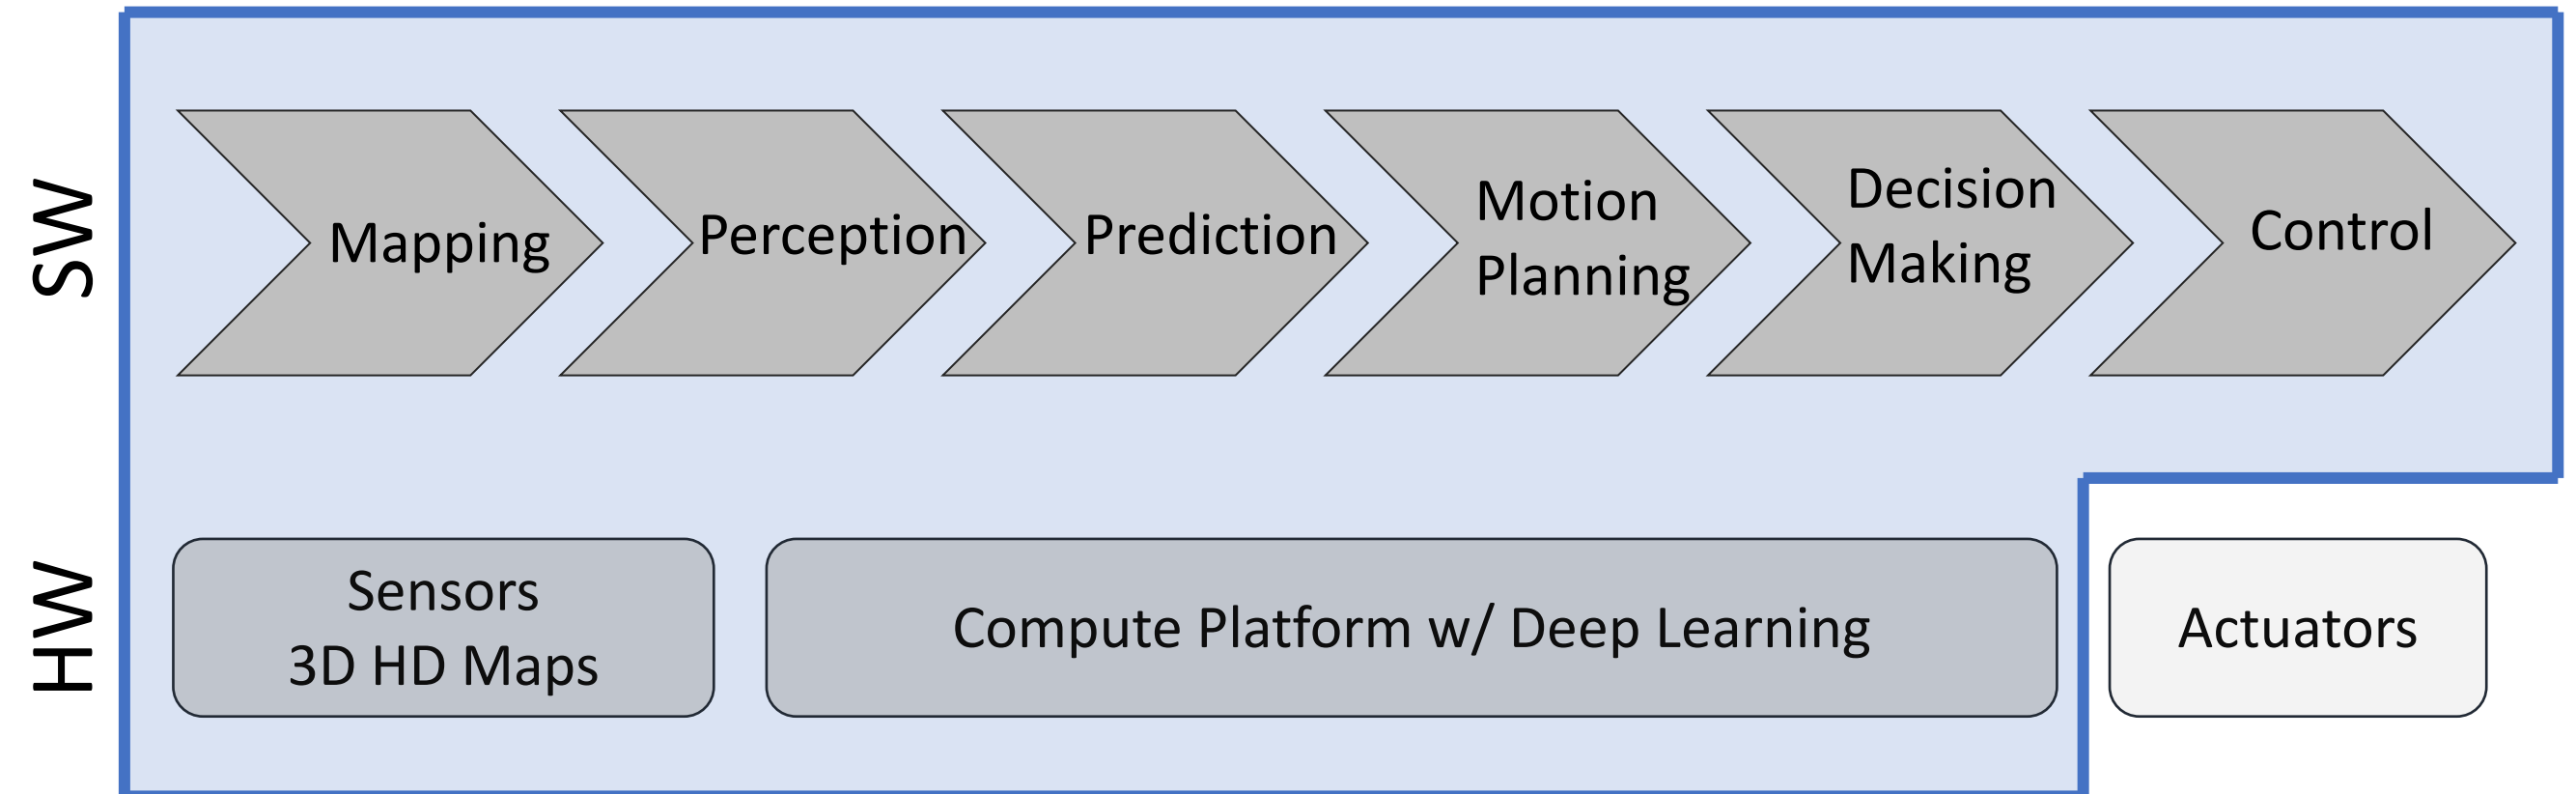 SW
Mapping
Perception
Prediction
Motion
Planning
Decision
Making
Control
HW
Sensors
3D HD Maps
Compute Platform w/ Deep Learning
Actuators